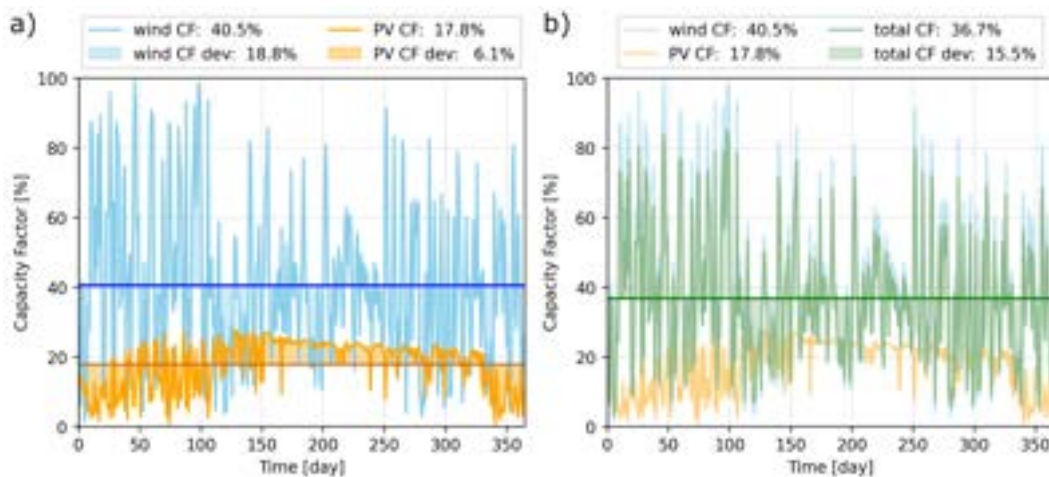 a)
wind CF: 40.5% PV CF: 17.8%
wind CF dev: 18.8% PV CF dev: 6.1%
100
80
60
40
20
0
Capacity Factor [%]
0 50 100 150 200 250 300 350
Time [day]
b)
wind CF: 40.5% total CF: 36.7%
PV CF: 17.8% total CF dev: 15.5%
100
80
60
40
20
0
Capacity Factor [%]
0 50 100 150 200 250 300 350
Time [day]